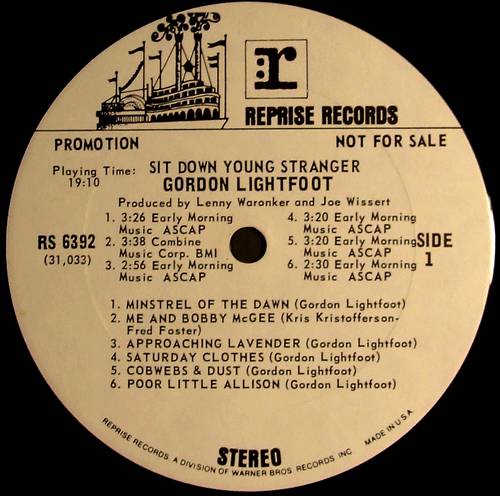 :r
REPRISE RECORDS
PROMOTION
NOT FOR SALE
Playing Time:
19:10
SIT DOWN YOUNG STRANGER
GORDON LIGHTFOOT
Produced by Lenny Waronker and Joe Wissert
RS 6392
(31,033)
1. 3:26 Early Morning
Music ASCAP
2. 3:38 Combine
Music Corp. BMI
3. 2:56 Early Morning
Music ASCAP
4. 3:20 Early Morning
Music ASCAP
5. 3:20 Early Morning
Music ASCAP
6. 2:30 Early Morning
Music ASCAP
SIDE
1
1. MINSTREL OF THE DAWN (Gordon Lightfoot)
2. ME AND BOBBY McGEE (Kris Kristofferson-
Fred Foster)
3. APPROACHING LAVENDER (Gordon Lightfoot)
4. SATURDAY CLOTHES (Gordon Lightfoot)
5. COBWEBS & DUST (Gordon Lightfoot)
6. POOR LITTLE ALLISON (Gordon Lightfoot)
STEREO
REPRISE RECORDS, A DIVISION OF WARNER BROS. RECORDS, INC.
MADE IN U.S.A.